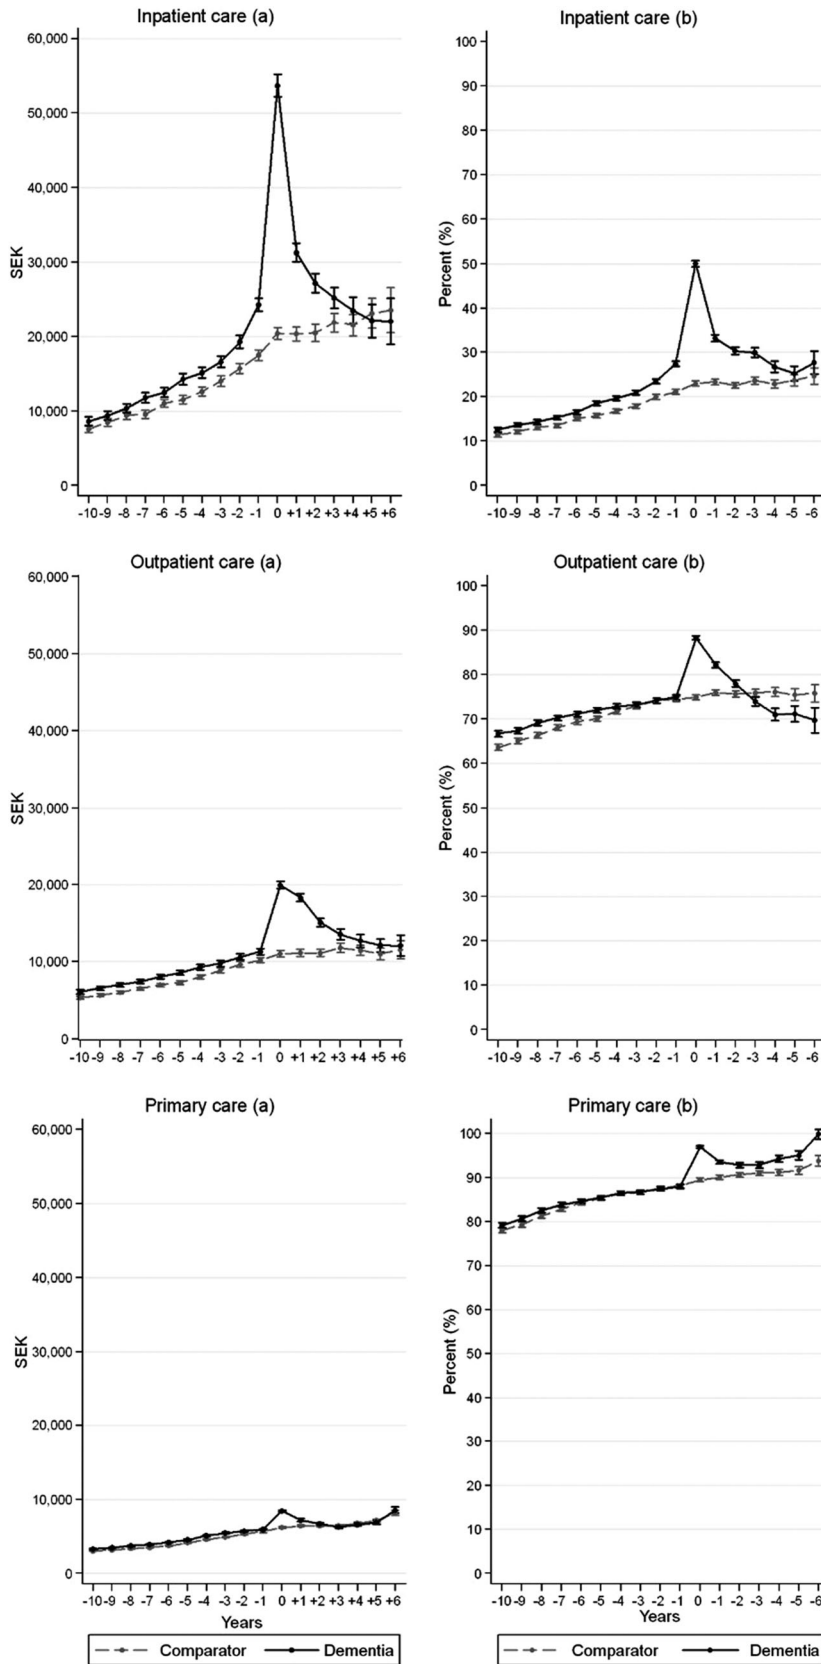 Inpatient care (a)
60,000
50,000
40,000
30,000
20,000
10,000
0
SEK
-10 -9 -8 -7 -6 -5 -4 -3 -2 -1 0 +1 +2 +3 +4 +5 +6
Inpatient care (b)
100
90
80
70
60
50
40
30
20
10
0
Percent (%)
-10 -9 -8 -7 -6 -5 -4 -3 -2 -1 0 -1 -2 -3 -4 -5 -6
Outpatient care (a)
60,000
50,000
40,000
30,000
20,000
10,000
0
SEK
-10 -9 -8 -7 -6 -5 -4 -3 -2 -1 0 +1 +2 +3 +4 +5 +6
Outpatient care (b)
100
90
80
70
60
50
40
30
20
10
0
Percent (%)
-10 -9 -8 -7 -6 -5 -4 -3 -2 -1 0 -1 -2 -3 -4 -5 -6
Primary care (a)
60,000
50,000
40,000
30,000
20,000
10,000
0
SEK
-10 -9 -8 -7 -6 -5 -4 -3 -2 -1 0 +1 +2 +3 +4 +5 +6
Years
Comparator Dementia
Primary care (b)
100
90
80
70
60
50
40
30
20
10
0
Percent (%)
-10 -9 -8 -7 -6 -5 -4 -3 -2 -1 0 -1 -2 -3 -4 -5 -6
Years
Comparator Dementia